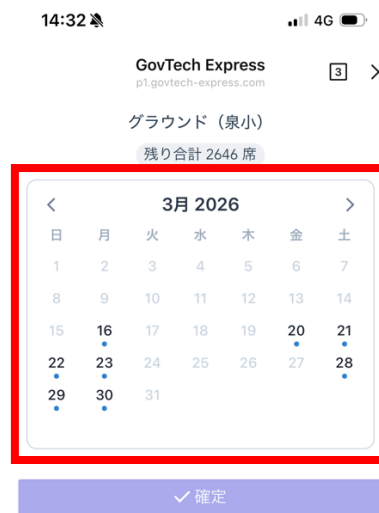 14:32
4G
GovTech Express
p1.govtech-express.com
3
グラウンド（泉小）
残り合計 2646 席
3月 2026
日 月 火 水 木 金 土
1 2 3 4 5 6 7
8 9 10 11 12 13 14
15 16 17 18 19 20 21
22 23 24 25 26 27 28
29 30 31
確定